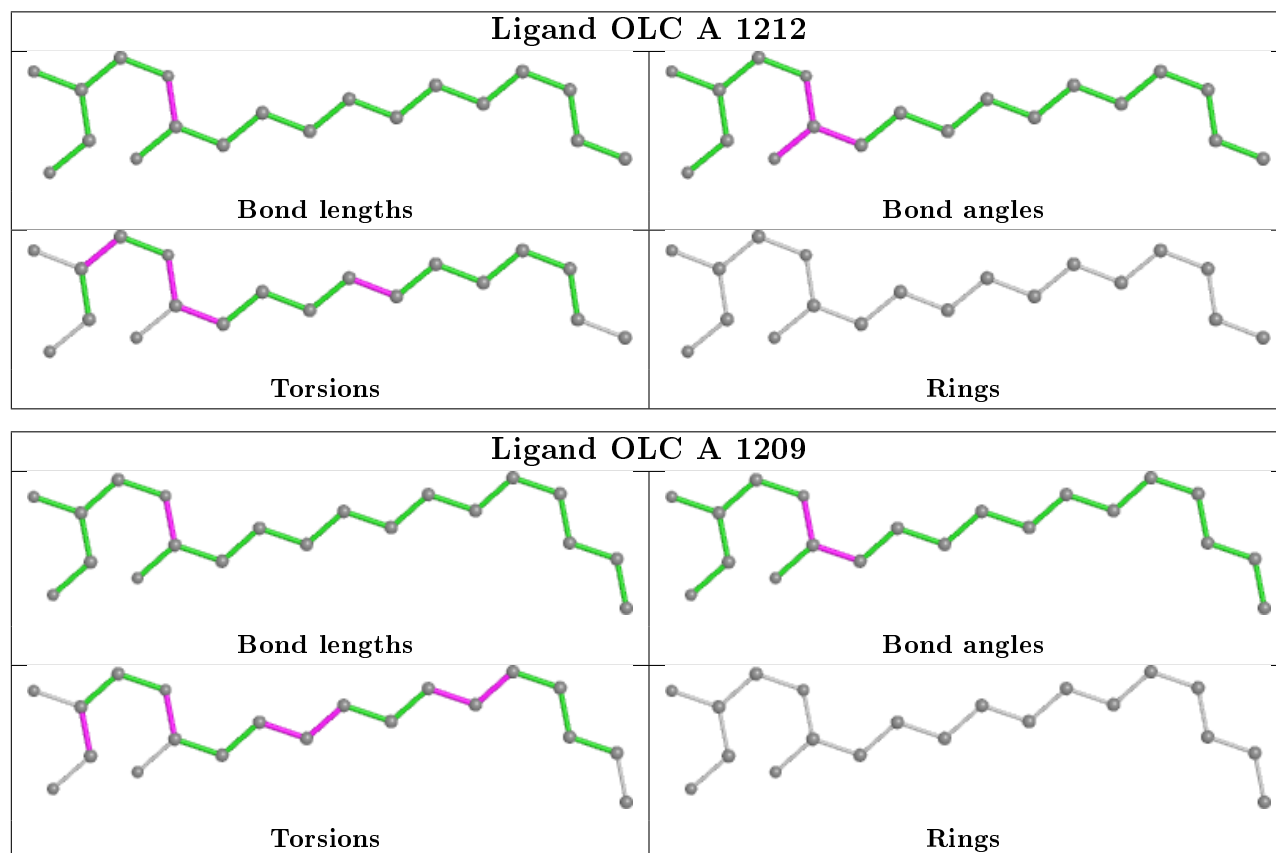 Ligand OLC A 1212
Bond lengths
Bond angles
Torsions
Rings
Ligand OLC A 1209
Bond lengths
Bond angles
Torsions
Rings